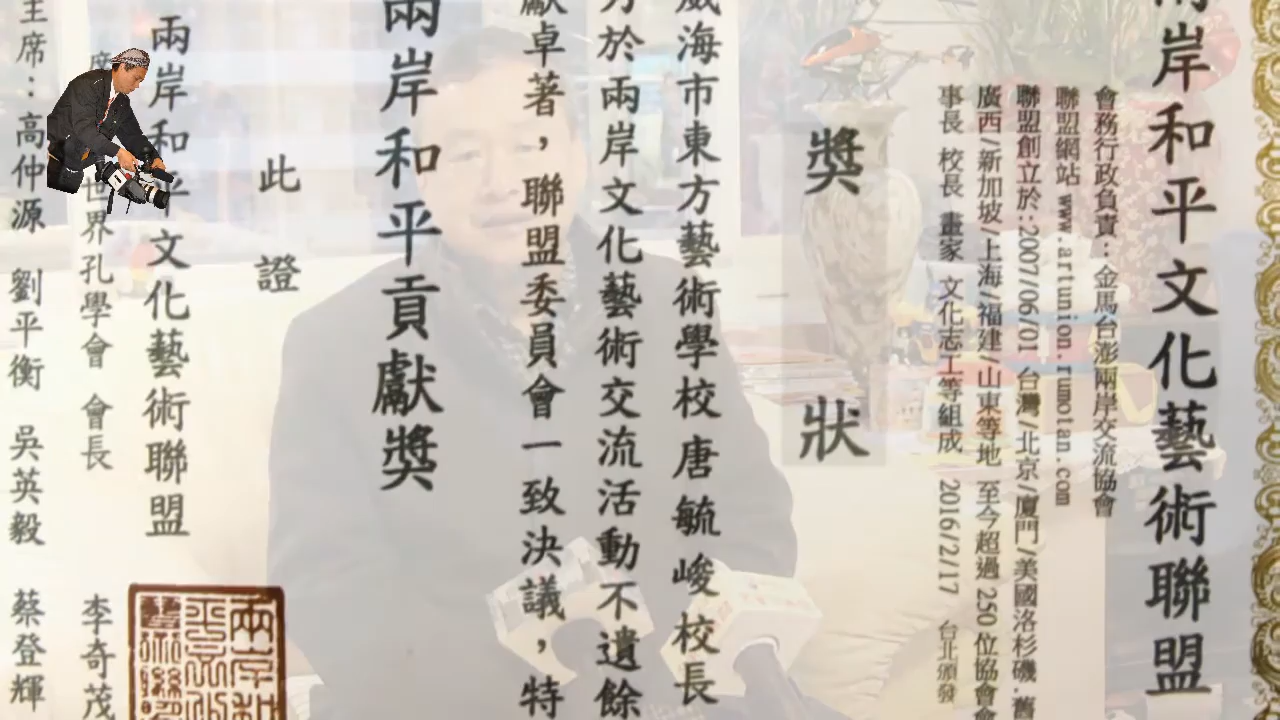 兩岸和平文化藝術聯盟
會務行政負責：金馬台澎兩岸交流協會
聯盟網站 www.artunion.rumotan.com
聯盟創立於:2007/06/01 台灣/北京/廈門/美國洛杉磯.舊
廣西/新加坡/上海/福建/山東等地 至今超過 250 位協會會
事長 校長 畫家 文化志工等組成 2016/2/17 台北頒發
獎狀
威海市東方藝術學校唐毓峻校長
力於兩岸文化藝術交流活動不遺餘
獻卓著，聯盟委員會一致決議，特
兩岸和平貢獻獎
此證
兩岸和平文化藝術聯盟
世界孔學會 會長 李奇茂
主席：高仲源 劉平衡 吳英毅 蔡登輝